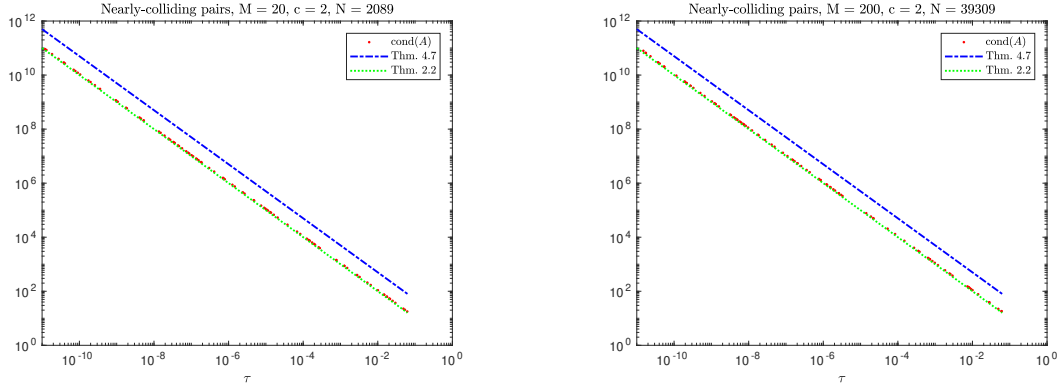 Nearly-colliding pairs, M = 20, c = 2, N = 2089
10^12
10^10
10^8
10^6
10^4
10^2
10^0
10^-10
10^-8
10^-6
10^-4
10^-2
10^0
τ
cond(A)
Thm. 4.7
Thm. 2.2
Nearly-colliding pairs, M = 200, c = 2, N = 39309
10^12
10^10
10^8
10^6
10^4
10^2
10^0
10^-10
10^-8
10^-6
10^-4
10^-2
10^0
τ
cond(A)
Thm. 4.7
Thm. 2.2